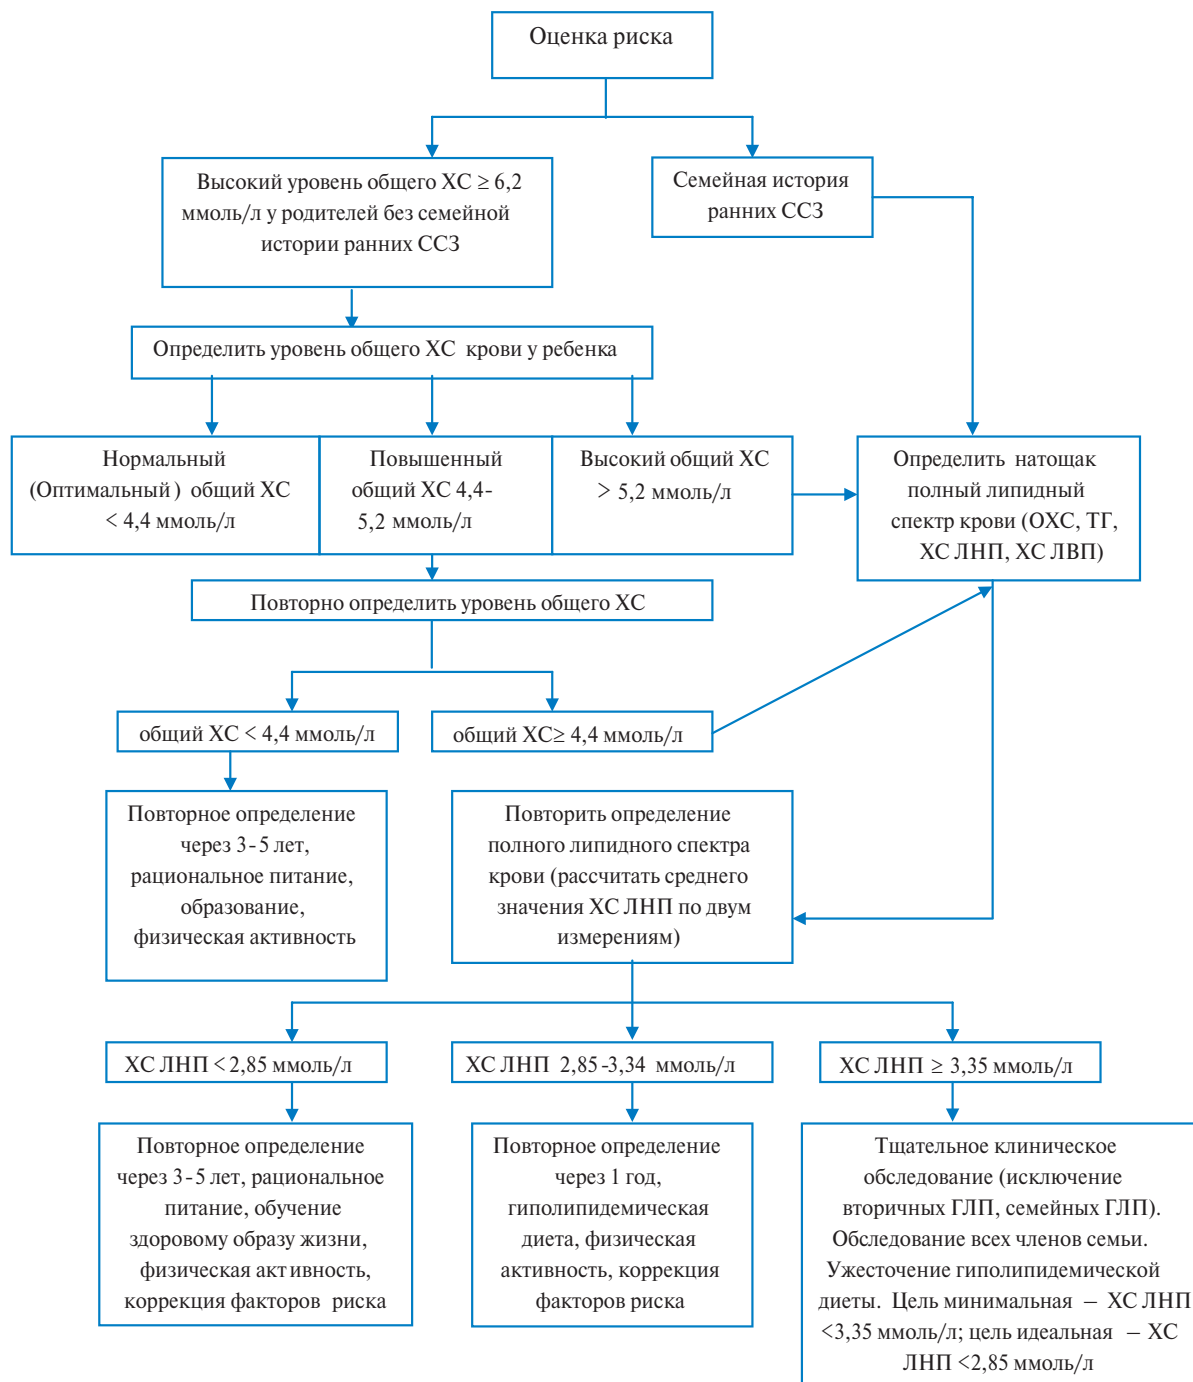 Оценка риска
Высокий уровень общего ХС ≥ 6,2
ммоль/л у родителей без семейной
истории ранних ССЗ
Семейная история
ранних ССЗ
Определить уровень общего ХС крови у ребенка
Нормальный
(Оптимальный) общий ХС
< 4,4 ммоль/л
Повышенный
общий ХС 4,4-
5,2 ммоль/л
Высокий общий ХС
> 5,2 ммоль/л
Определить натощак
полный липидный
спектр крови (ОХС, ТГ,
ХС ЛНП, ХС ЛВП)
Повторно определить уровень общего ХС
общий ХС < 4,4 ммоль/л
общий ХС≥ 4,4 ммоль/л
Повторное определение
через 3-5 лет,
рациональное питание,
образование,
физическая активность
Повторить определение
полного липидного спектра
крови (рассчитать среднего
значения ХС ЛНП по двум
измерениям)
ХС ЛНП <2,85 ммоль/л
ХС ЛНП 2,85-3,34 ммоль/л
ХС ЛНП ≥ 3,35 ммоль/л
Повторное определение
через 3-5 лет, рациональное
питание, обучение
здоровому образу жизни,
физическая активность,
коррекция факторов риска
Повторное определение
через 1 год,
гиполипидемическая
диета, физическая
активность, коррекция
факторов риска
Тщательное клиническое
обследование (исключение
вторичных ГЛП, семейных ГЛП).
Обследование всех членов семьи.
Ужесточение гиполипидемической
диеты. Цель минимальная – ХС ЛНП
<3,35 ммоль/л; цель идеальная – ХС
ЛНП <2,85 ммоль/л